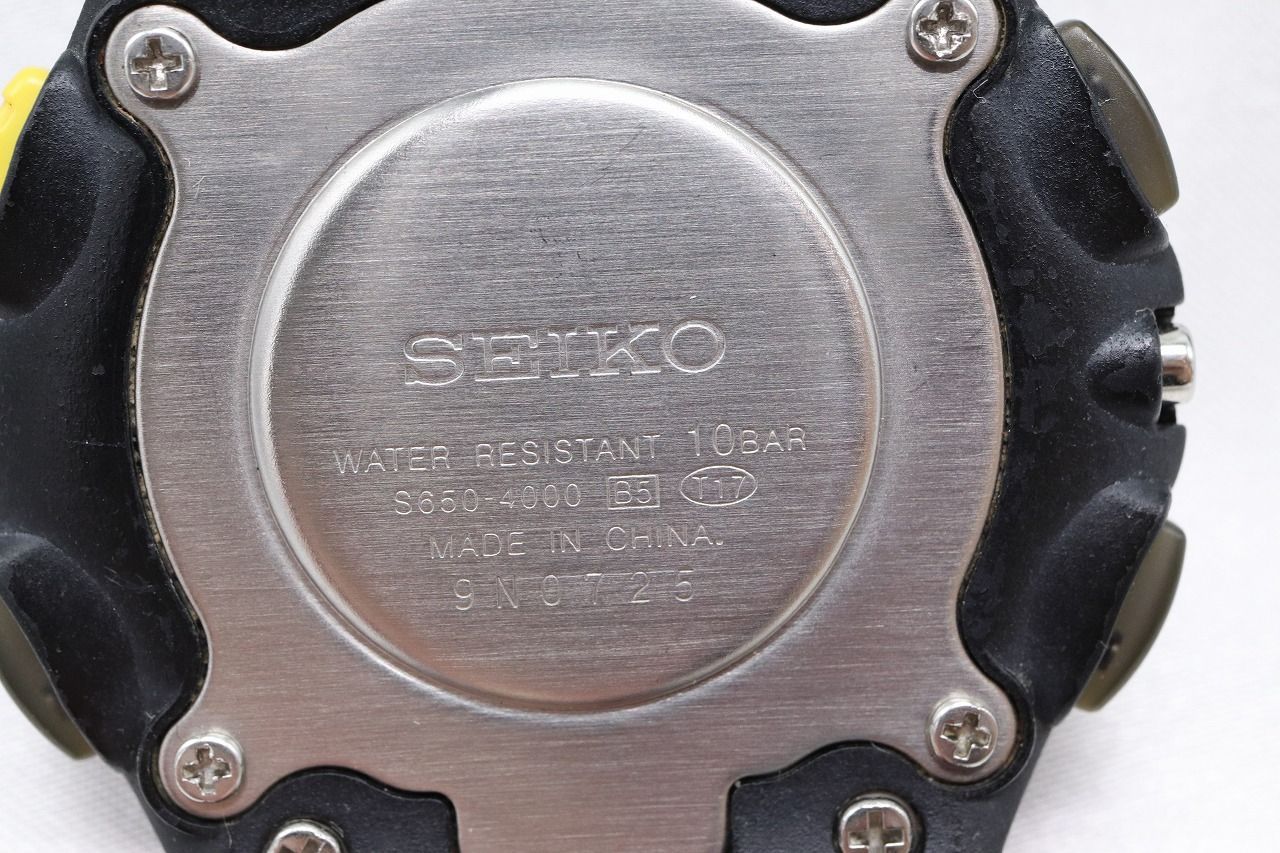 SEIKO
WATER RESISTANT 10BAR
S650-4000 B5 T17
MADE IN CHINA.
9N0725